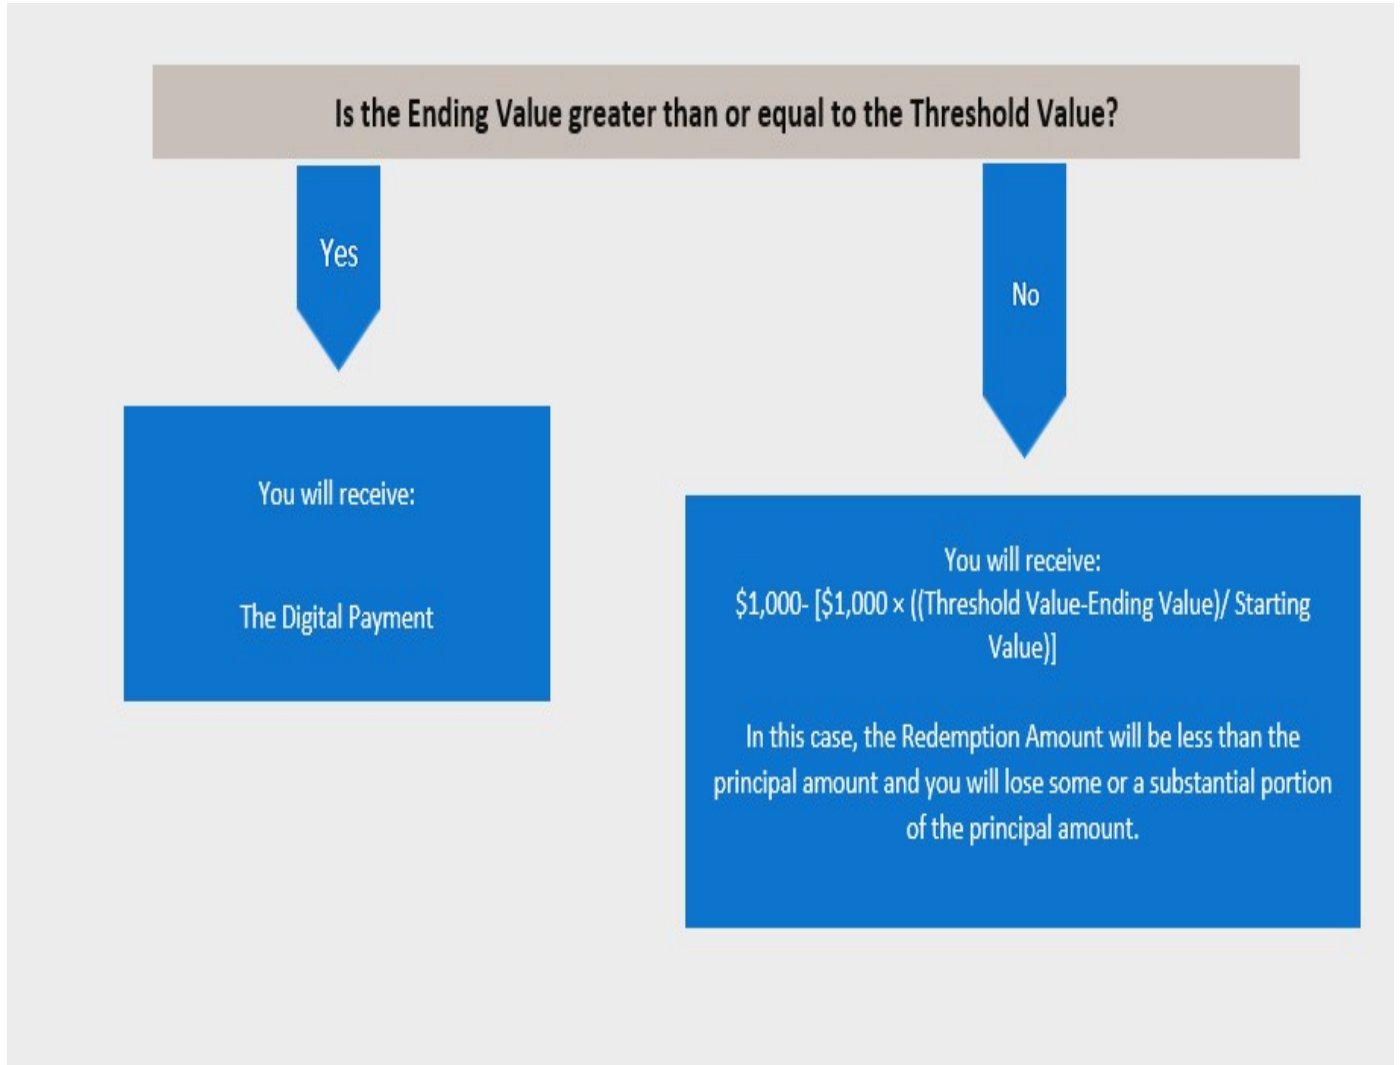 Is the Ending Value greater than or equal to the Threshold Value?
Yes
No
You will receive:
The Digital Payment
You will receive:
$1,000- [$1,000 × ((Threshold Value-Ending Value)/ Starting
Value)]
In this case, the Redemption Amount will be less than the
principal amount and you will lose some or a substantial portion
of the principal amount.